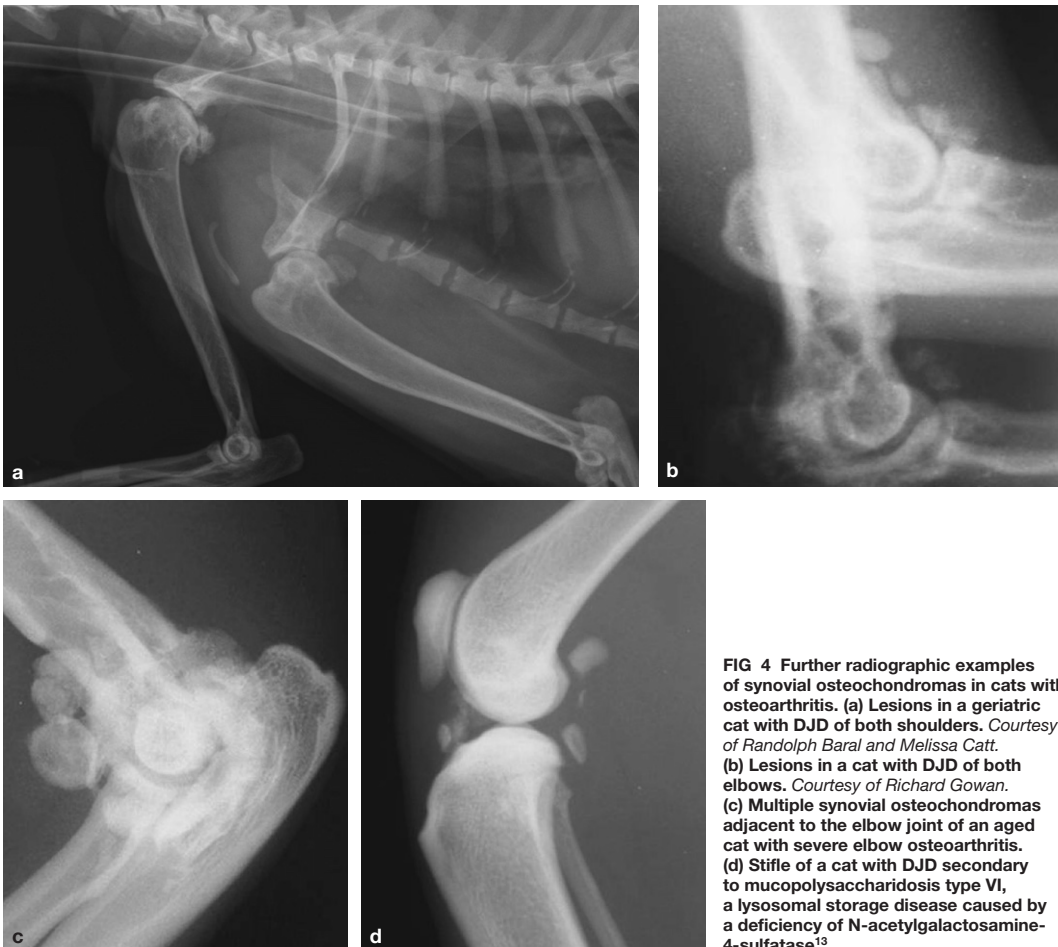 a
b
c
d
FIG 4 Further radiographic examples
of synovial osteochondromas in cats with
osteoarthritis. (a) Lesions in a geriatric
cat with DJD of both shoulders. Courtesy
of Randolph Baral and Melissa Catt.
(b) Lesions in a cat with DJD of both
elbows. Courtesy of Richard Gowan.
(c) Multiple synovial osteochondromas
adjacent to the elbow joint of an aged
cat with severe elbow osteoarthritis.
(d) Stifle of a cat with DJD secondary
to mucopolysaccharidosis type VI,
a lysosomal storage disease caused by
a deficiency of N-acetylgalactosamine-
4-sulfatase¹³